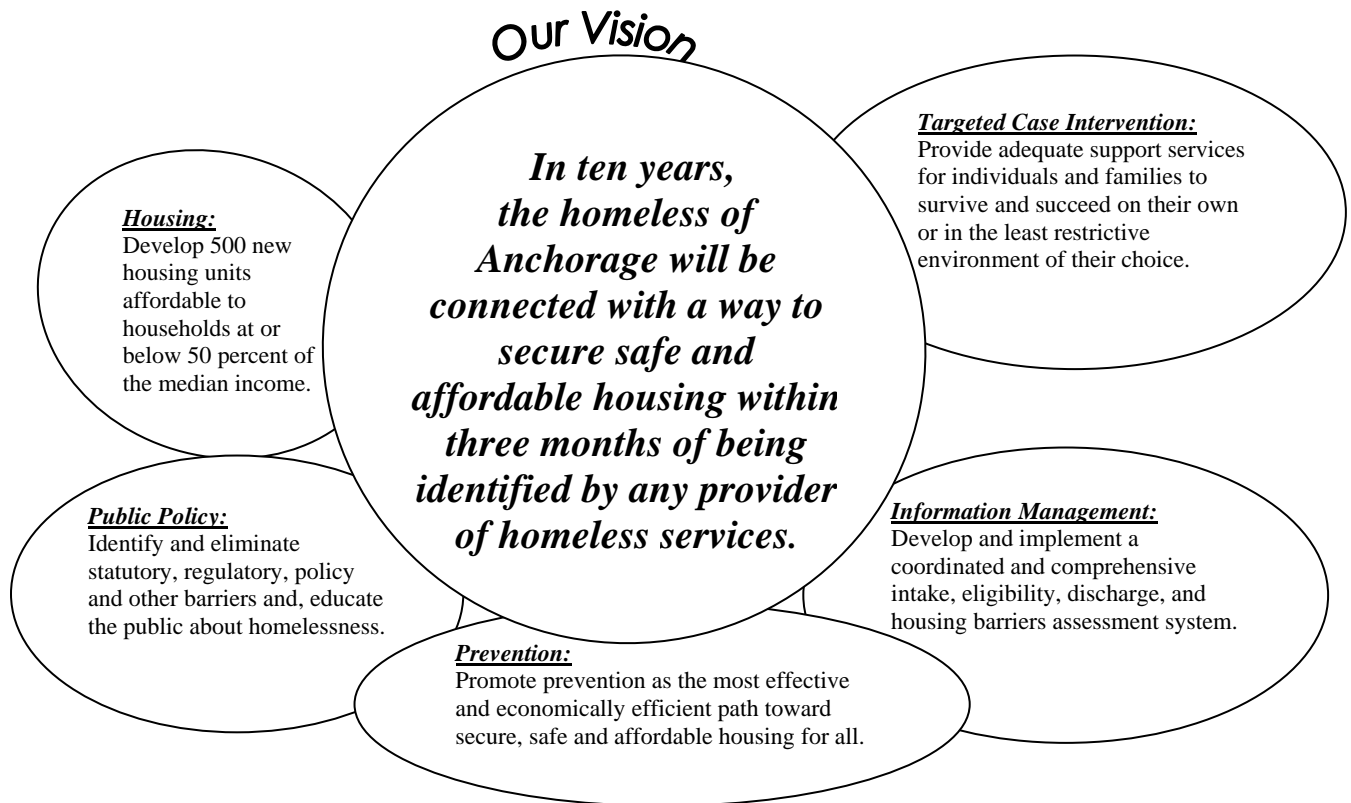 Our Vision
In ten years,
the homeless of
Anchorage will be
connected with a way to
secure safe and
affordable housing within
three months of being
identified by any provider
of homeless services.
Targeted Case Intervention:
Provide adequate support services
for individuals and families to
survive and succeed on their own
or in the least restrictive
environment of their choice.
Housing:
Develop 500 new
housing units
affordable to
households at or
below 50 percent of
the median income.
Public Policy:
Identify and eliminate
statutory, regulatory, policy
and other barriers and, educate
the public about homelessness.
Information Management:
Develop and implement a
coordinated and comprehensive
intake, eligibility, discharge, and
housing barriers assessment system.
Prevention:
Promote prevention as the most effective
and economically efficient path toward
secure, safe and affordable housing for all.